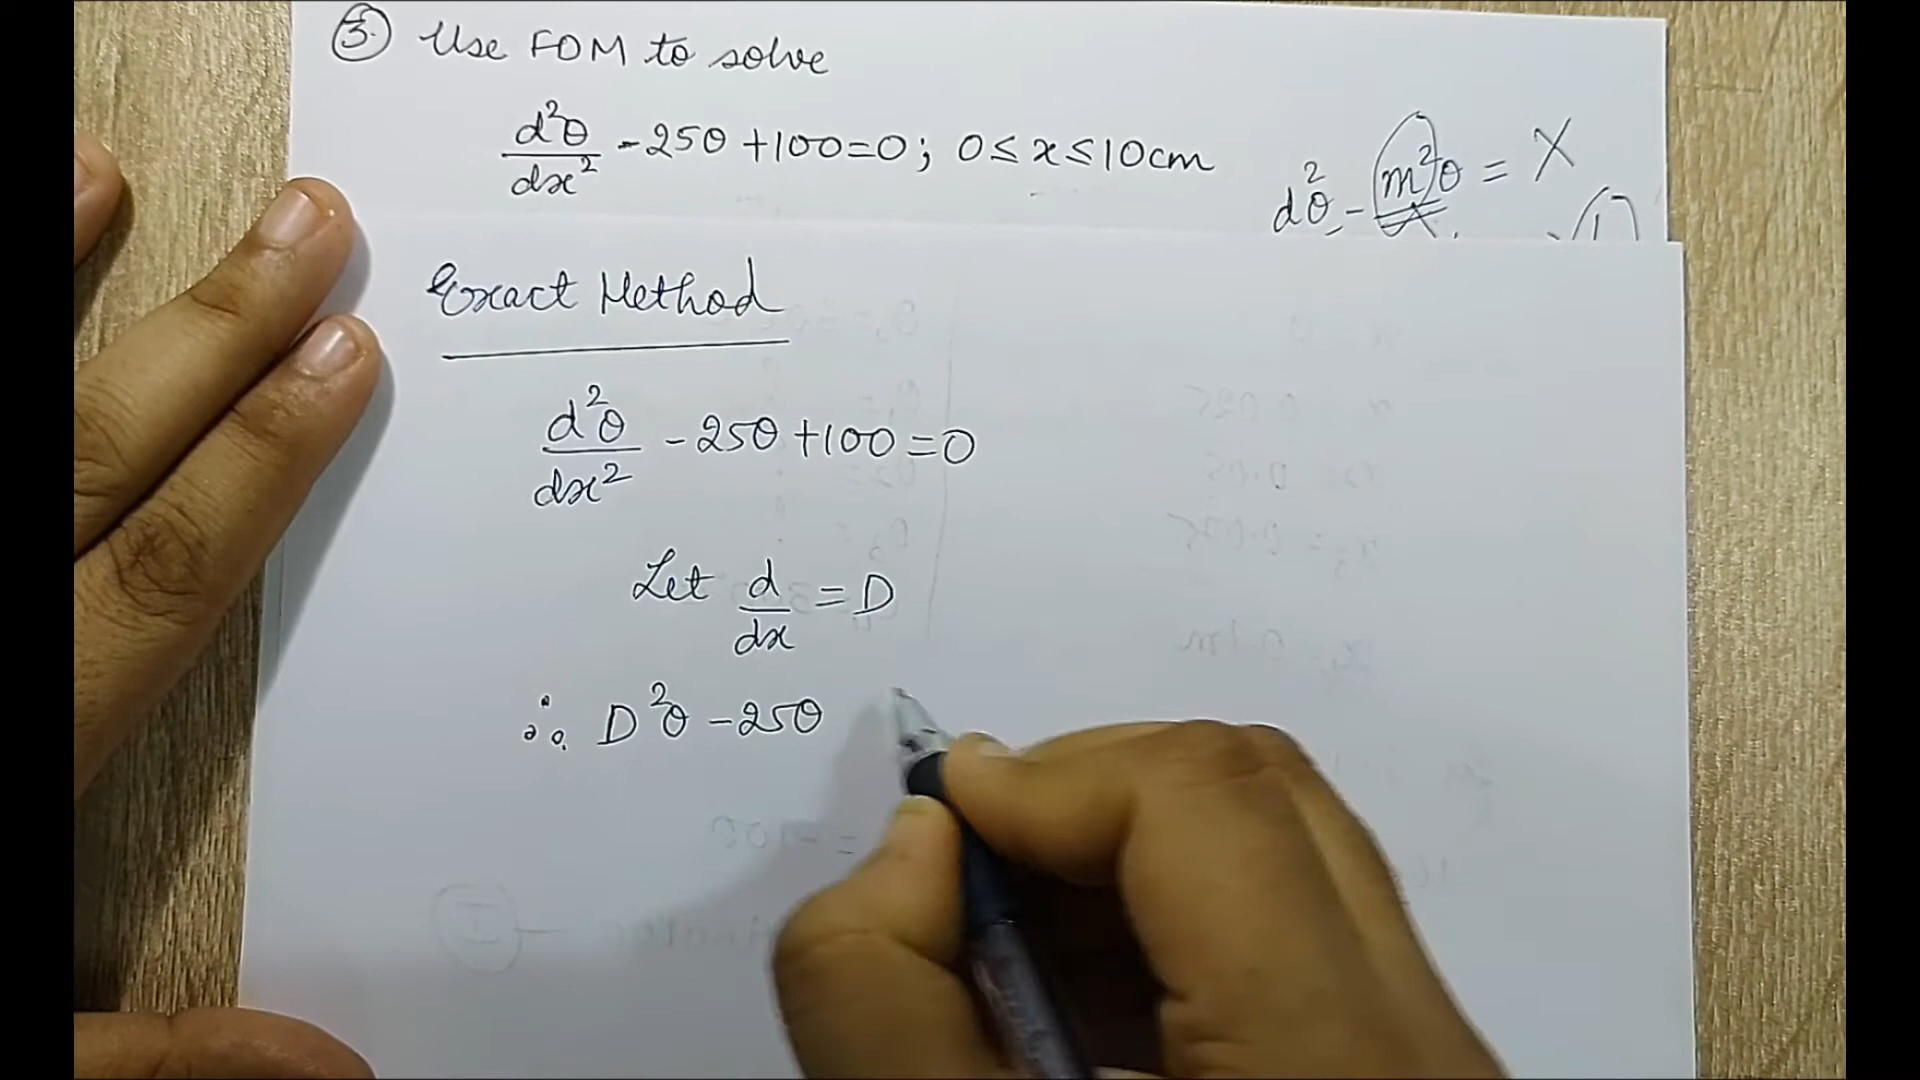 3. Use FDM to solve
d²θ/dx² - 25θ + 100 = 0 ; 0 ≤ x ≤ 10cm
d²θ - m²θ = X
Exact Method
d²θ/dx² - 25θ + 100 = 0
Let d/dx = D
∴ D²θ - 25θ